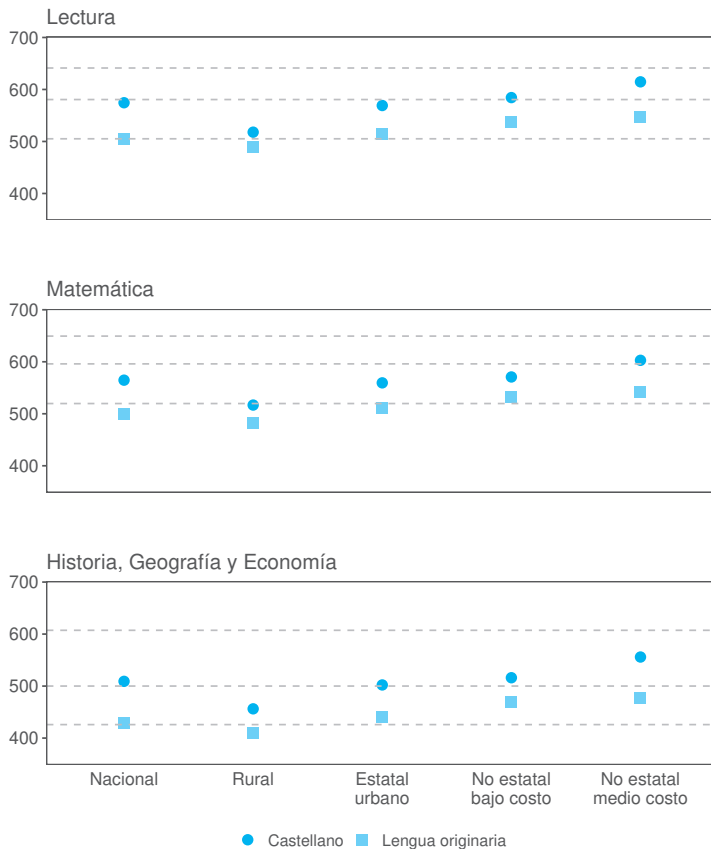 Lectura
700
600
500
400
Matemática
700
600
500
400
Historia, Geografía y Economía
700
600
500
400
Nacional
Rural
Estatal
urbano
No estatal
bajo costo
No estatal
medio costo
Castellano
Lengua originaria